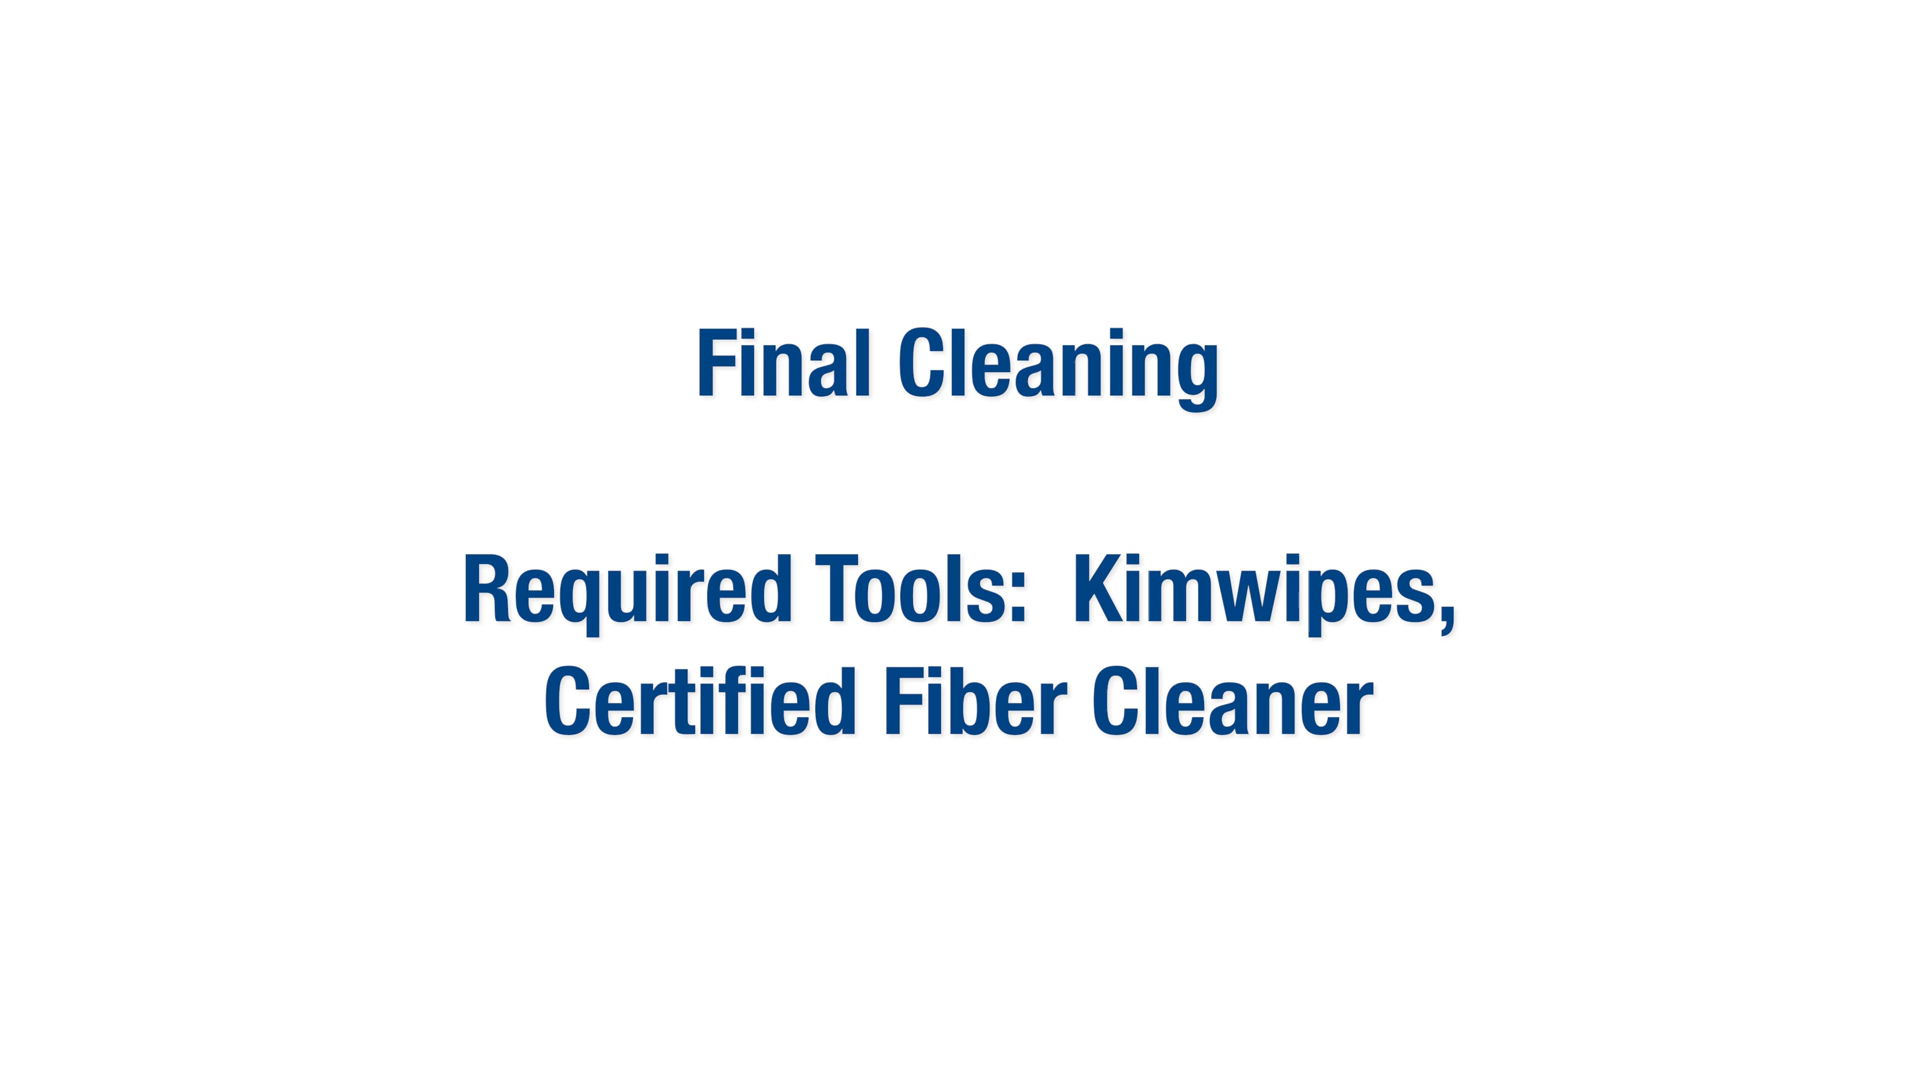 Final Cleaning
Required Tools:  Kimwipes,
Certified Fiber Cleaner